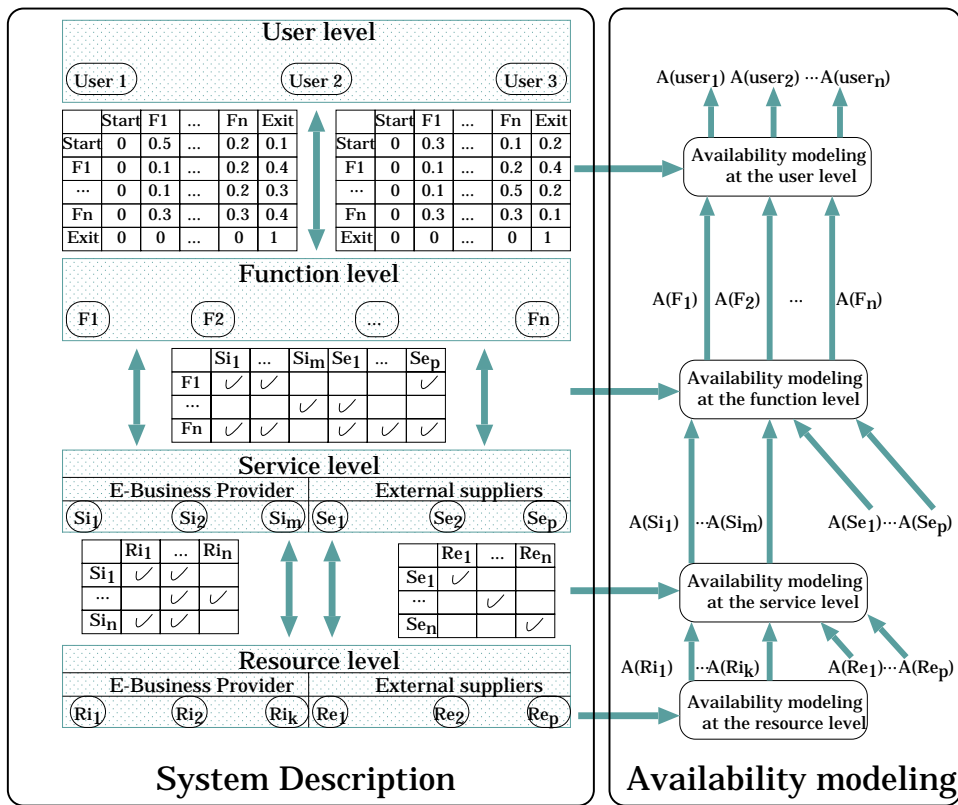 User level
User 1 User 2 User 3
Start F1 ... Fn Exit
Start 0 0.5 ... 0.2 0.1
F1 0 0.1 ... 0.2 0.4
... 0 0.1 ... 0.2 0.3
Fn 0 0.3 ... 0.3 0.4
Exit 0 0 ... 0 1
Start F1 ... Fn Exit
Start 0 0.3 ... 0.1 0.2
F1 0 0.1 ... 0.2 0.4
... 0 0.1 ... 0.5 0.2
Fn 0 0.3 ... 0.3 0.1
Exit 0 0 ... 0 1
Function level
F1 F2 ... Fn
Si1 ... Sim Se1 ... Sep
F1 ✓ ✓ ✓
... ✓ ✓
Fn ✓ ✓ ✓ ✓ ✓
Service level
E-Business Provider External suppliers
Si1 Si2 Sim Se1 Se2 Sep
Ri1 ... Rin
Si1 ✓ ✓
... ✓ ✓
Sin ✓ ✓
Re1 ... Ren
Se1 ✓
... ✓
Sen ✓
Resource level
E-Business Provider External suppliers
Ri1 Ri2 Rik Re1 Re2 Rep
System Description
A(user1) A(user2) ...A(usern)
Availability modeling
at the user level
A(F1) A(F2) ... A(Fn)
Availability modeling
at the function level
A(Si1) ...A(Sim) A(Se1)...A(Sep)
Availability modeling
at the service level
A(Ri1) ...A(Rik) A(Re1)...A(Rep)
Availability modeling
at the resource level
Availability modeling